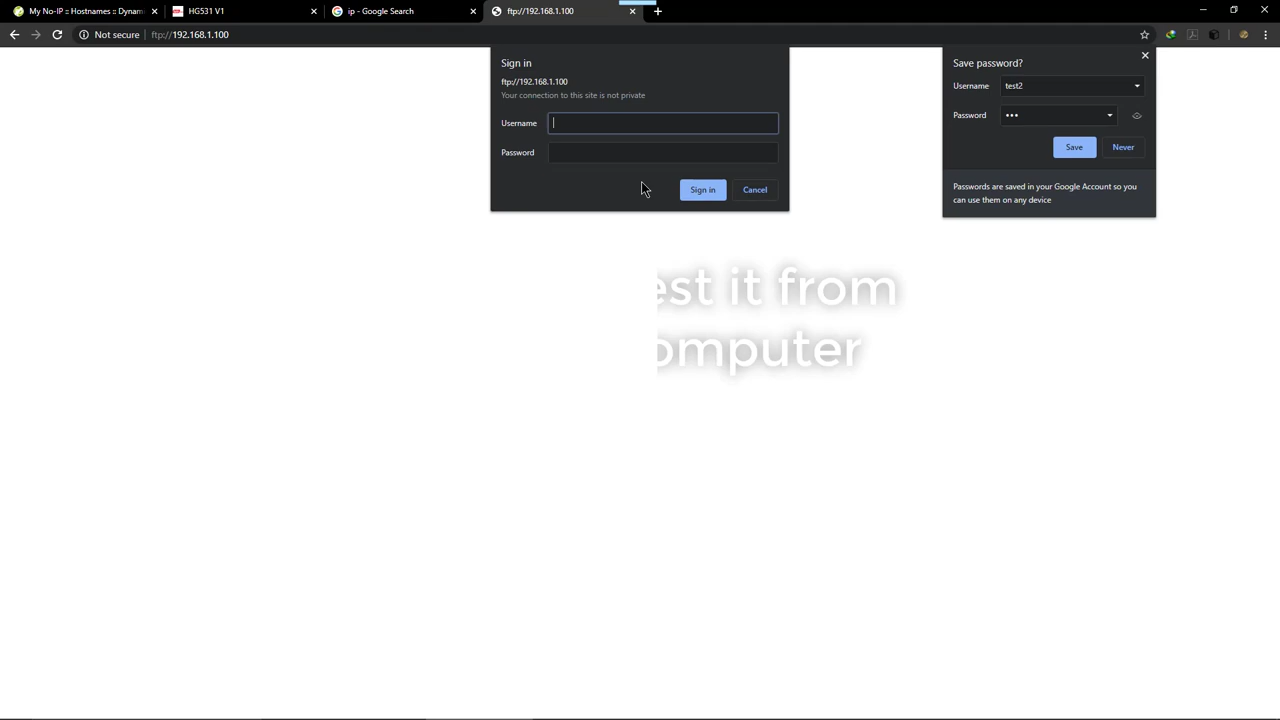 My No-IP :: Hostnames :: Dynam
HG531 V1
ip - Google Search
ftp://192.168.1.100
Not secure
ftp://192.168.1.100
Sign in
ftp://192.168.1.100
Your connection to this site is not private
Username
Password
Sign in
Cancel
Save password?
Username
test2
Password
•••
Save
Never
Passwords are saved in your Google Account so you
can use them on any device
est it from
omputer